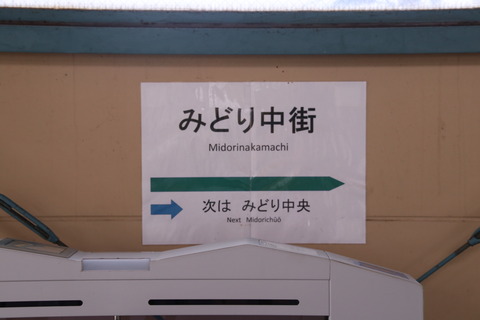 みどり中街
Midorinakamachi
次は みどり中央
Next Midorichūō